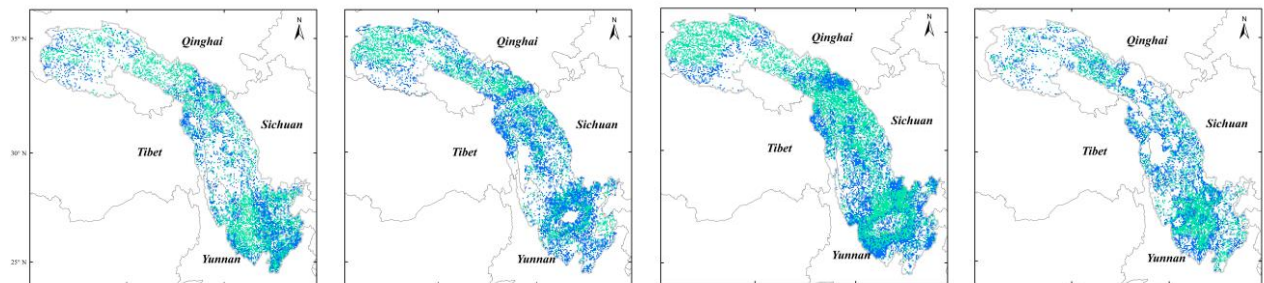 N
35° N
Qinghai
Sichuan
30° N
Tibet
Yunnan
25° N
N
Qinghai
Sichuan
Tibet
Yunnan
N
Qinghai
Sichuan
Tibet
Yunnan
N
Qinghai
Sichuan
Tibet
Yunnan